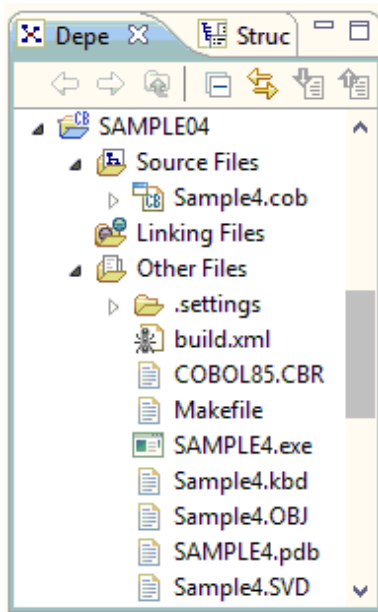 Depe Struc
SAMPLE04
Source Files
Sample4.cob
Linking Files
Other Files
.settings
build.xml
COBOL85.CBR
Makefile
SAMPLE4.exe
Sample4.kbd
Sample4.OBJ
SAMPLE4.pdb
Sample4.SVD